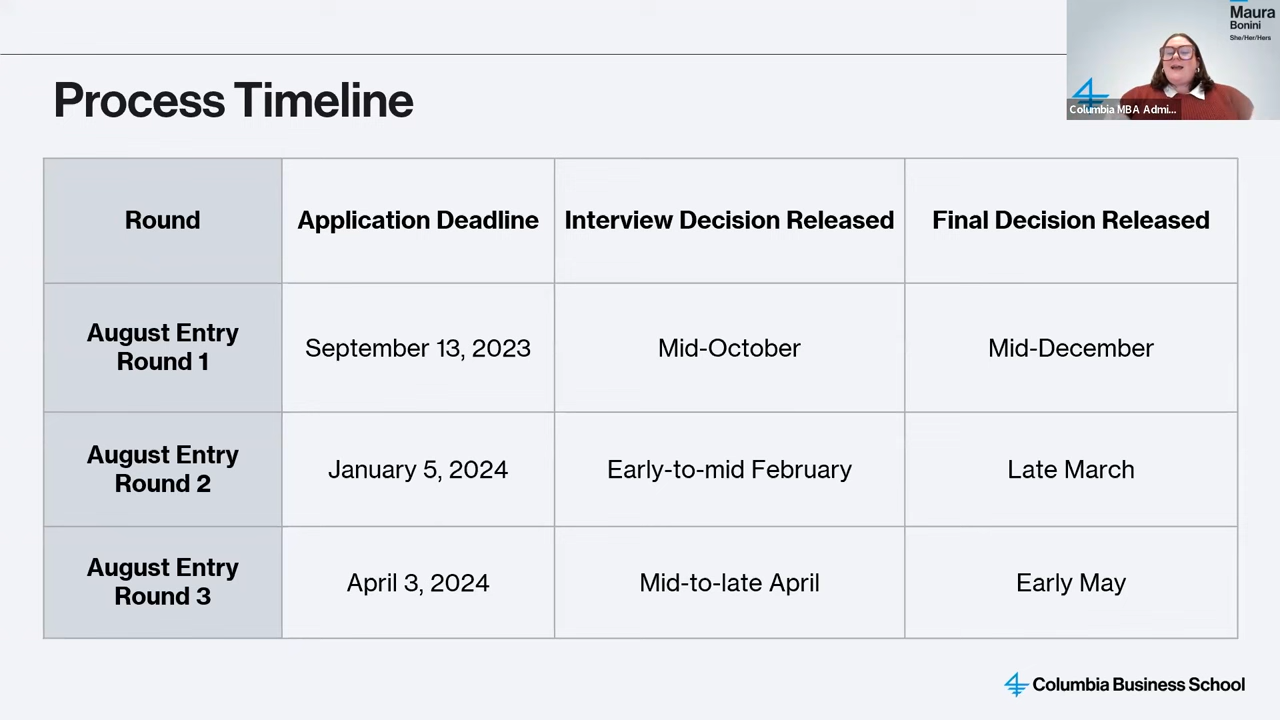 Maura
Bonini
She/Her/Hers
Columbia MBA Admi...
Process Timeline
Round
Application Deadline
Interview Decision Released
Final Decision Released
August Entry
Round 1
September 13, 2023
Mid-October
Mid-December
August Entry
Round 2
January 5, 2024
Early-to-mid February
Late March
August Entry
Round 3
April 3, 2024
Mid-to-late April
Early May
Columbia Business School